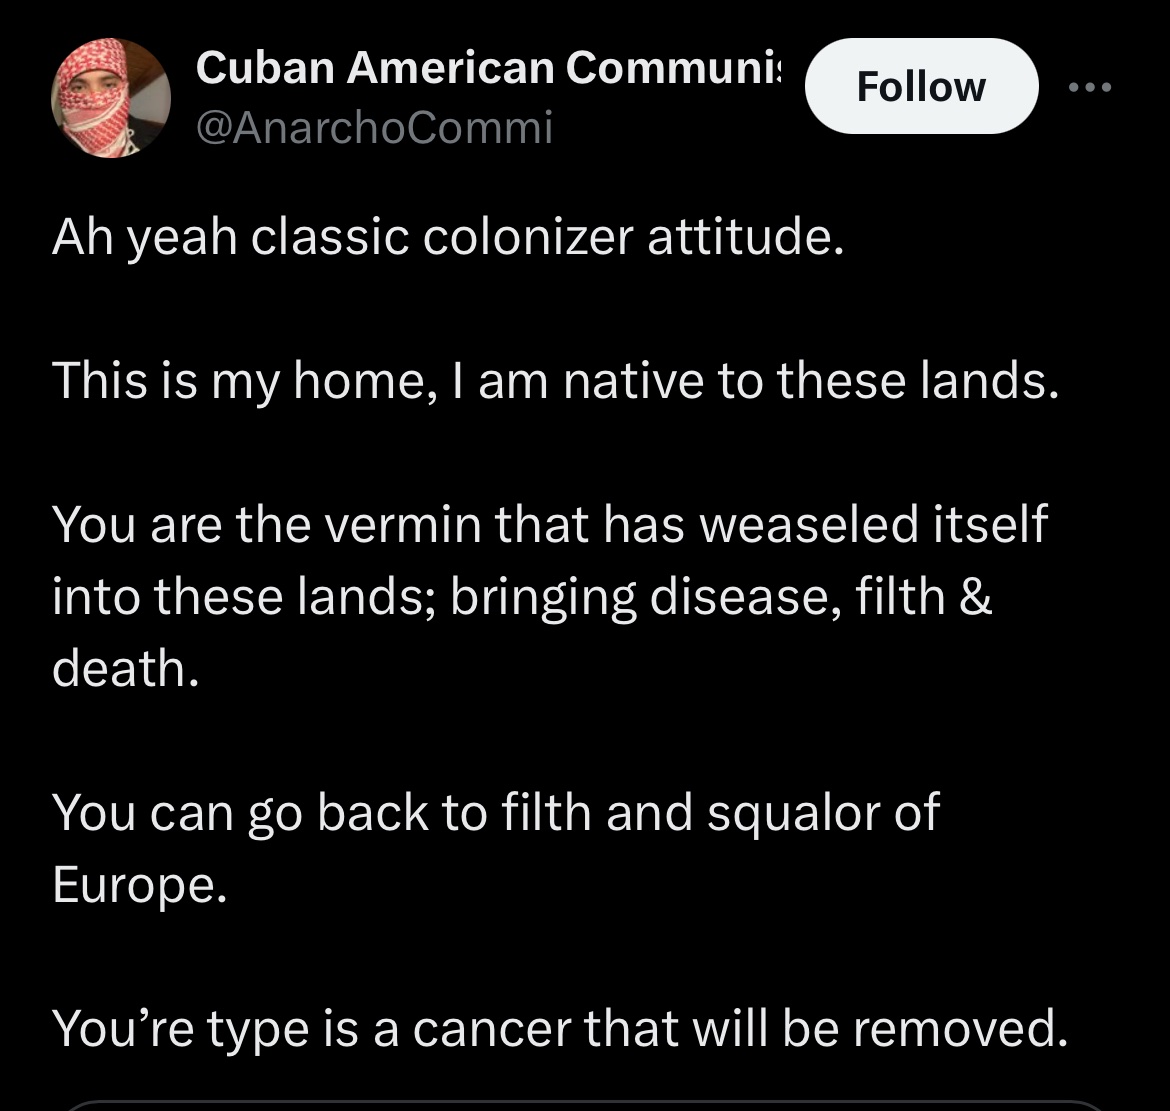 Cuban American Communi
@AnarchoCommi
Follow
Ah yeah classic colonizer attitude.
This is my home, I am native to these lands.
You are the vermin that has weaseled itself
into these lands; bringing disease, filth &
death.
You can go back to filth and squalor of
Europe.
You’re type is a cancer that will be removed.